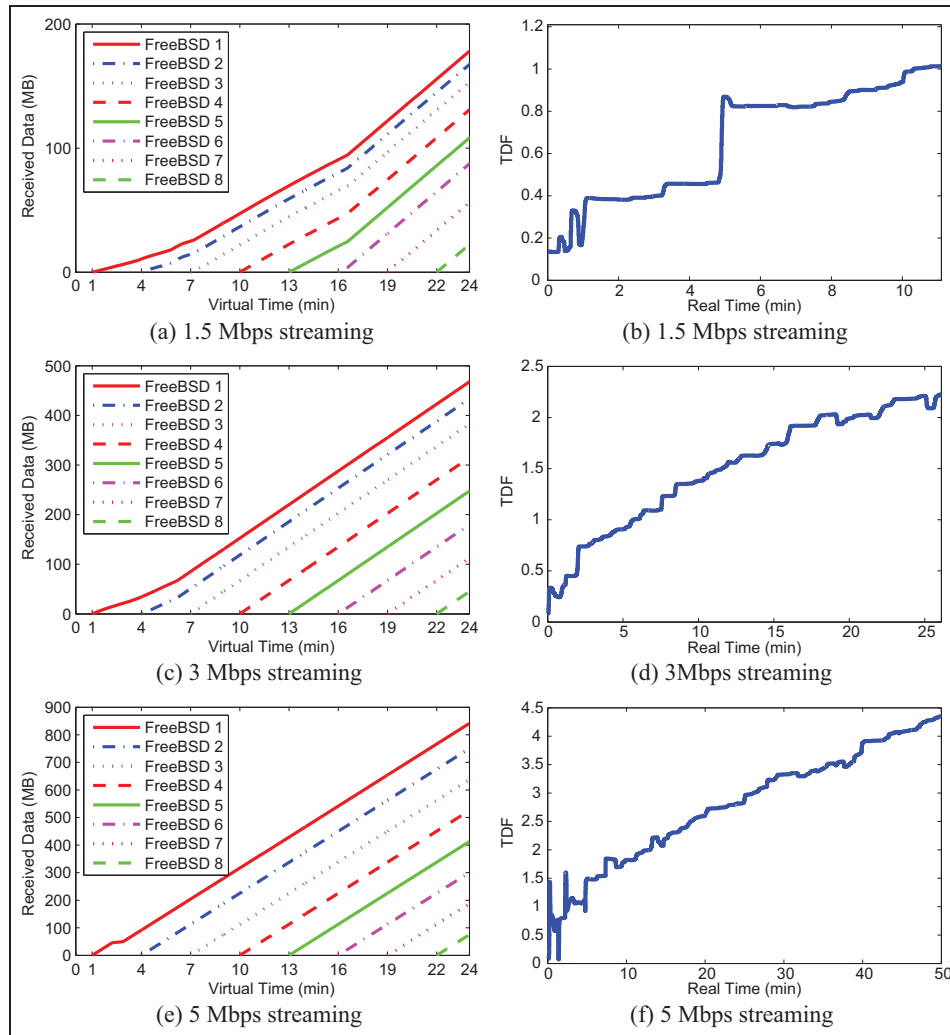 200
100
0
Received Data (MB)
FreeBSD 1
FreeBSD 2
FreeBSD 3
FreeBSD 4
FreeBSD 5
FreeBSD 6
FreeBSD 7
FreeBSD 8
0 1 4 7 10 13 16 19 22 24
Virtual Time (min)
(a) 1.5 Mbps streaming
1.2
1
0.8
0.6
0.4
0.2
0
TDF
0 2 4 6 8 10
Real Time (min)
(b) 1.5 Mbps streaming
500
400
300
200
100
0
Received Data (MB)
FreeBSD 1
FreeBSD 2
FreeBSD 3
FreeBSD 4
FreeBSD 5
FreeBSD 6
FreeBSD 7
FreeBSD 8
0 1 4 7 10 13 16 19 22 24
Virtual Time (min)
(c) 3 Mbps streaming
2.5
2
1.5
1
0.5
0
TDF
0 5 10 15 20 25
Real Time (min)
(d) 3Mbps streaming
900
800
700
600
500
400
300
200
100
0
Received Data (MB)
FreeBSD 1
FreeBSD 2
FreeBSD 3
FreeBSD 4
FreeBSD 5
FreeBSD 6
FreeBSD 7
FreeBSD 8
0 1 4 7 10 13 16 19 22 24
Virtual Time (min)
(e) 5 Mbps streaming
4.5
4
3.5
3
2.5
2
1.5
1
0.5
0
TDF
0 10 20 30 40 50
Real Time (min)
(f) 5 Mbps streaming